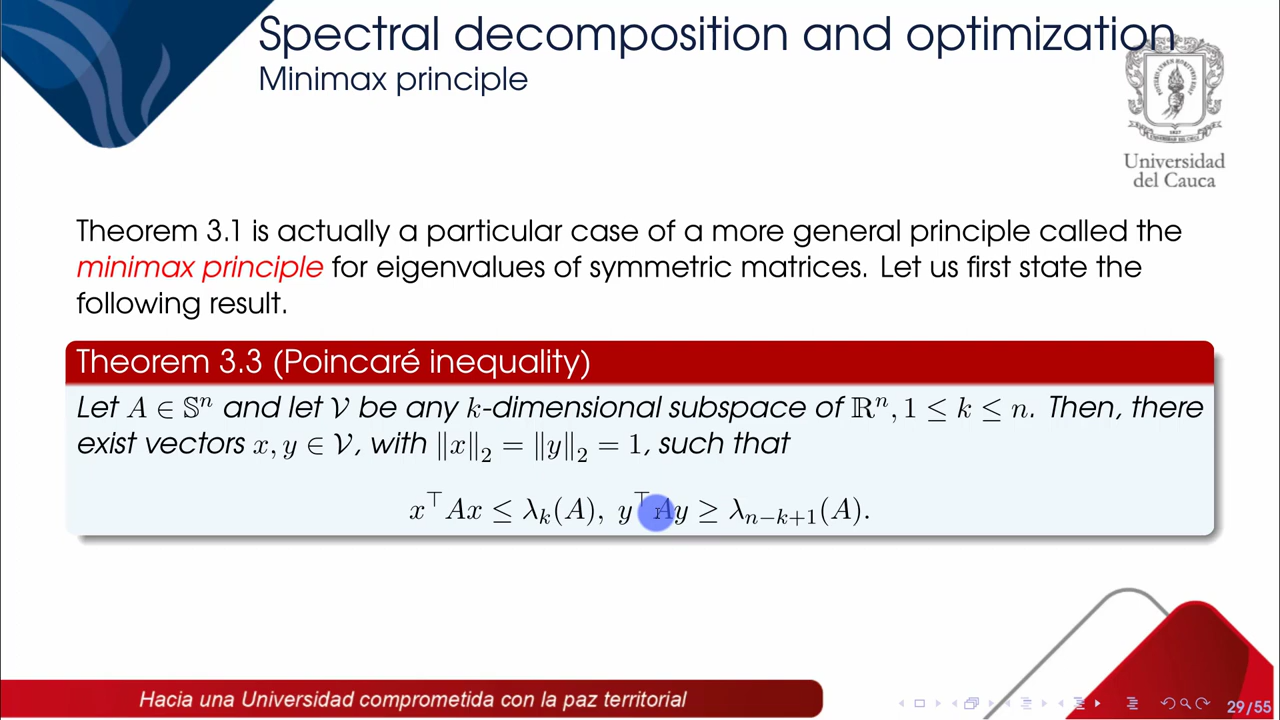 Spectral decomposition and optimization
Minimax principle
Universidad
del Cauca
Theorem 3.1 is actually a particular case of a more general principle called the
minimax principle for eigenvalues of symmetric matrices. Let us first state the
following result.
Theorem 3.3 (Poincaré inequality)
Let A ∈ 𝕊ⁿ and let 𝒱 be any k-dimensional subspace of ℝⁿ, 1 ≤ k ≤ n. Then, there
exist vectors x, y ∈ 𝒱, with ‖x‖₂ = ‖y‖₂ = 1, such that
x⊤Ax ≤ λₖ(A), y⊤Ay ≥ λₙ₋ₖ₊₁(A).
Hacia una Universidad comprometida con la paz territorial
29/55